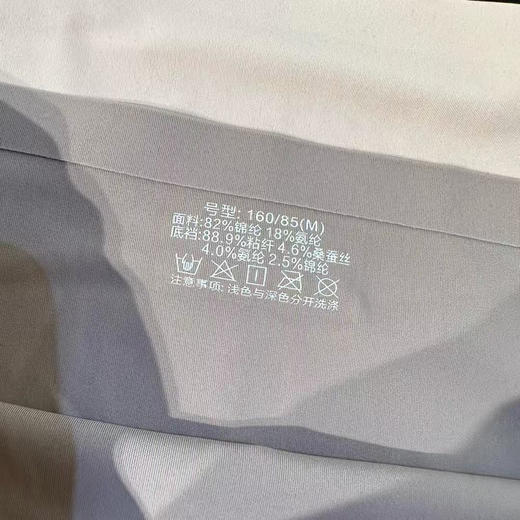 号型: 160/85(M)
面料:82%锦纶 18%氨纶
底裆:88.9%粘纤 4.6%桑蚕丝
4.0%氨纶 2.5%锦纶
注意事项: 浅色与深色分开洗涤